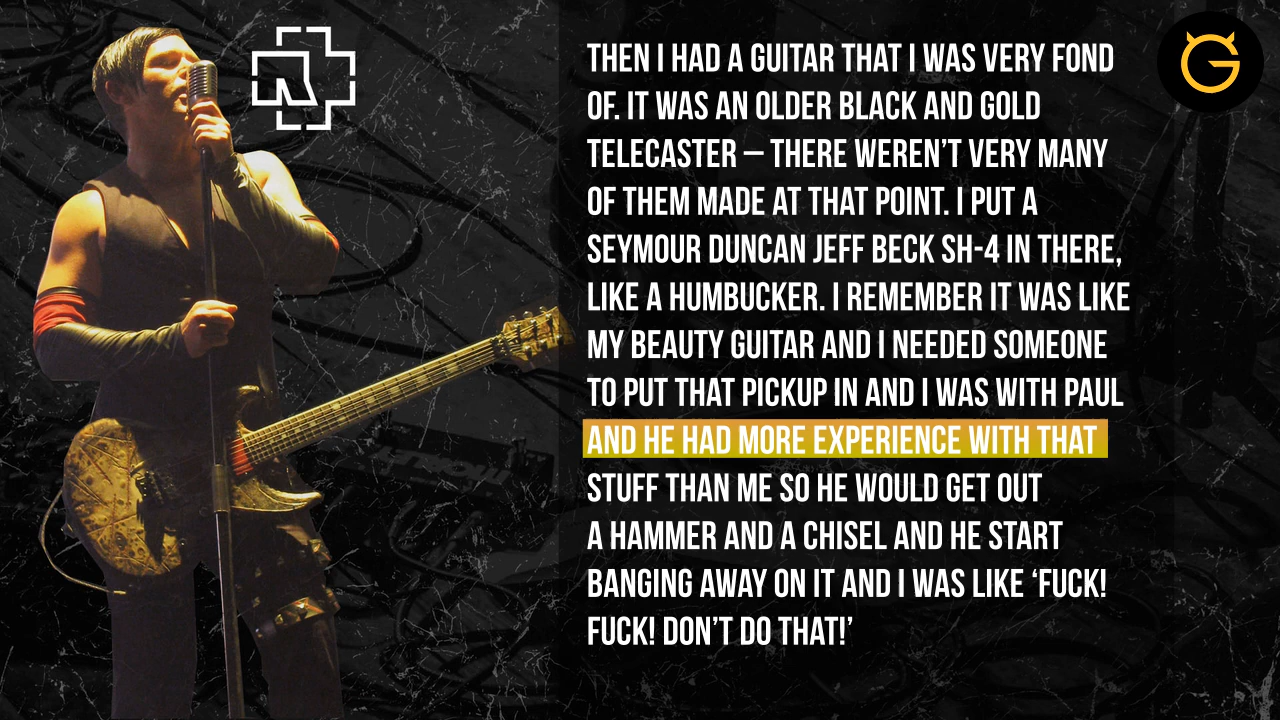 THEN I HAD A GUITAR THAT I WAS VERY FOND
OF. IT WAS AN OLDER BLACK AND GOLD
TELECASTER – THERE WEREN'T VERY MANY
OF THEM MADE AT THAT POINT. I PUT A
SEYMOUR DUNCAN JEFF BECK SH-4 IN THERE,
LIKE A HUMBUCKER. I REMEMBER IT WAS LIKE
MY BEAUTY GUITAR AND I NEEDED SOMEONE
TO PUT THAT PICKUP IN AND I WAS WITH PAUL
AND HE HAD MORE EXPERIENCE WITH THAT
STUFF THAN ME SO HE WOULD GET OUT
A HAMMER AND A CHISEL AND HE START
BANGING AWAY ON IT AND I WAS LIKE ‘FUCK!
FUCK! DON'T DO THAT!’